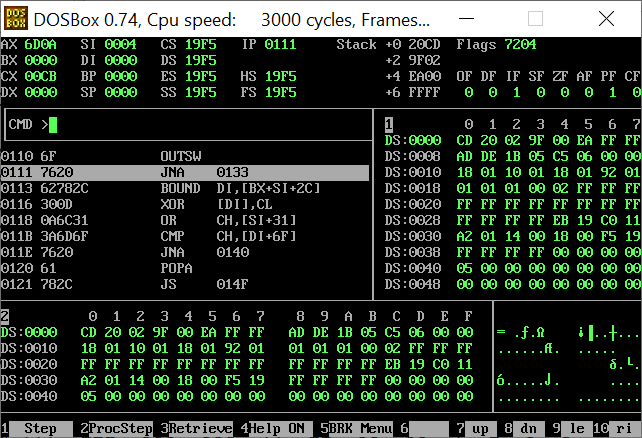 DOS BOX
DOSBox 0.74, Cpu speed: 3000 cycles, Frames...
AX 6D0A SI 0004 CS 19F5 IP 0111 Stack +0 20CD Flags 7204
BX 0000 DI 0000 DS 19F5 +2 9F02
CX 00CB BP 0000 ES 19F5 HS 19F5 +4 EA00 OF DF IF SF ZF AF PF CF
DX 0000 SP 0000 SS 19F5 FS 19F5 +6 FFFF 0 0 1 0 0 0 1 0
CMD >
1 0 1 2 3 4 5 6 7
DS:0000 CD 20 02 9F 00 EA FF FF
0110 6F OUTSW DS:0008 AD DE 1B 05 C5 06 00 00
0111 7620 JNA 0133 DS:0010 18 01 10 01 18 01 92 01
0113 62782C BOUND DI,[BX+SI+2C] DS:0018 01 01 01 00 02 FF FF FF
0116 300D XOR [DI],CL DS:0020 FF FF FF FF FF FF FF FF
0118 0A6C31 OR CH,[SI+31] DS:0028 FF FF FF FF EB 19 C0 11
011B 3A6D6F CMP CH,[DI+6F] DS:0030 A2 01 14 00 18 00 F5 19
011E 7620 JNA 0140 DS:0038 FF FF FF FF 00 00 00 00
0120 61 POPA DS:0040 05 00 00 00 00 00 00 00
0121 782C JS 014F DS:0048 00 00 00 00 00 00 00 00
2 0 1 2 3 4 5 6 7 8 9 A B C D E F
DS:0000 CD 20 02 9F 00 EA FF FF AD DE 1B 05 C5 06 00 00 = .ƒ.Ω ¡▌..┼...
DS:0010 18 01 10 01 18 01 92 01 01 01 01 00 02 FF FF FF ......Æ. .....
DS:0020 FF FF FF FF FF FF FF FF FF FF FF FF EB 19 C0 11 δ.└.
DS:0030 A2 01 14 00 18 00 F5 19 FF FF FF FF 00 00 00 00 ó.....⌡. ....
DS:0040 05 00 00 00 00 00 00 00 00 00 00 00 00 00 00 00 ........ ........
1 Step 2ProcStep 3Retrieve 4Help ON 5BRK Menu 6 7 up 8 dn 9 le 10 ri